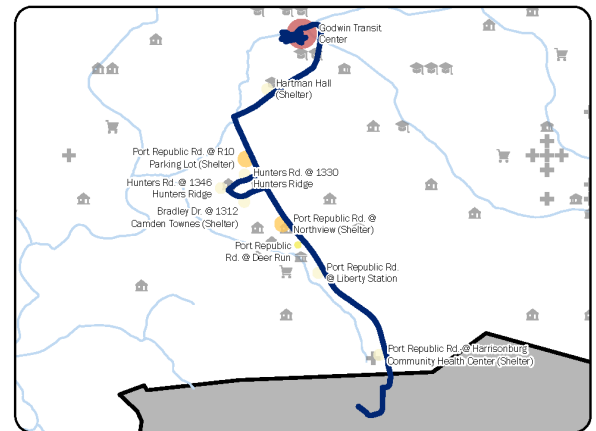 Godwin Transit
Center
Hartman Hall
(Shelter)
Port Republic Rd. @ R10
Parking Lot (Shelter)
Hunters Rd. @ 1330
Hunters Ridge
Hunters Rd. @ 1346
Hunters Ridge
Bradley Dr. @ 1312
Camden Townes (Shelter)
Port Republic Rd. @
Northview (Shelter)
Port Republic
Rd. @ Deer Run
Port Republic Rd.
@ Liberty Station
Port Republic Rd. @ Harrisonburg
Community Health Center (Shelter)